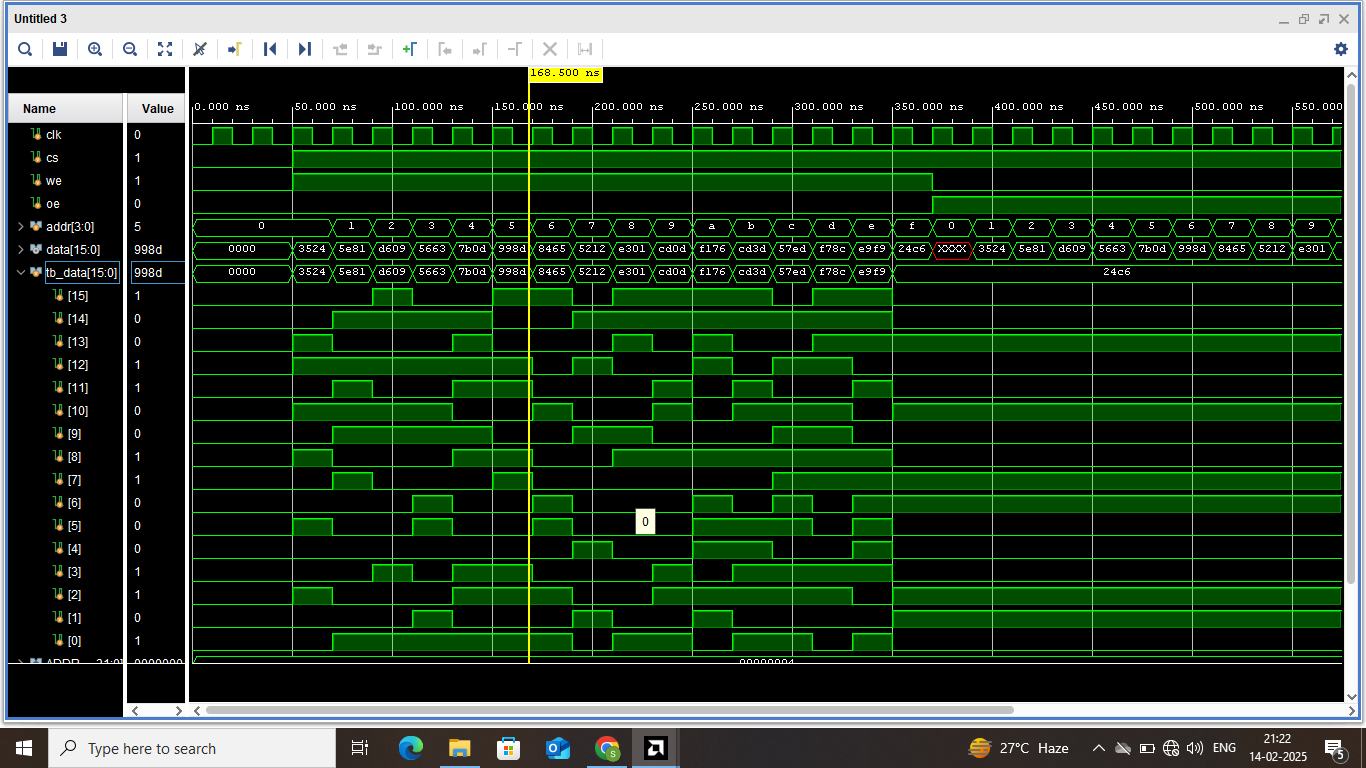 Untitled 3
168.500 ns
Name Value 0.000 ns 50.000 ns 100.000 ns 150.000 ns 200.000 ns 250.000 ns 300.000 ns 350.000 ns 400.000 ns 450.000 ns 500.000 ns 550.000
clk 0
cs 1
we 1
oe 0
addr[3:0] 5 0 1 2 3 4 5 6 7 8 9 a b c d e f 0 1 2 3 4 5 6 7 8 9
data[15:0] 998d 0000 3524 5e81 d609 5663 7b0d 998d 8465 5212 e301 cd0d f176 cd3d 57ed f78c e9f9 24c6 XXXX 3524 5e81 d609 5663 7b0d 998d 8465 5212 e301
tb_data[15:0] 998d 0000 3524 5e81 d609 5663 7b0d 998d 8465 5212 e301 cd0d f176 cd3d 57ed f78c e9f9 24c6
[15] 1
[14] 0
[13] 0
[12] 1
[11] 1
[10] 0
[9] 0
[8] 1
[7] 1
[6] 0
[5] 0 0
[4] 0
[3] 1
[2] 1
[1] 0
[0] 1
00000004
Type here to search
27°C Haze
ENG
21:22
14-02-2025
5